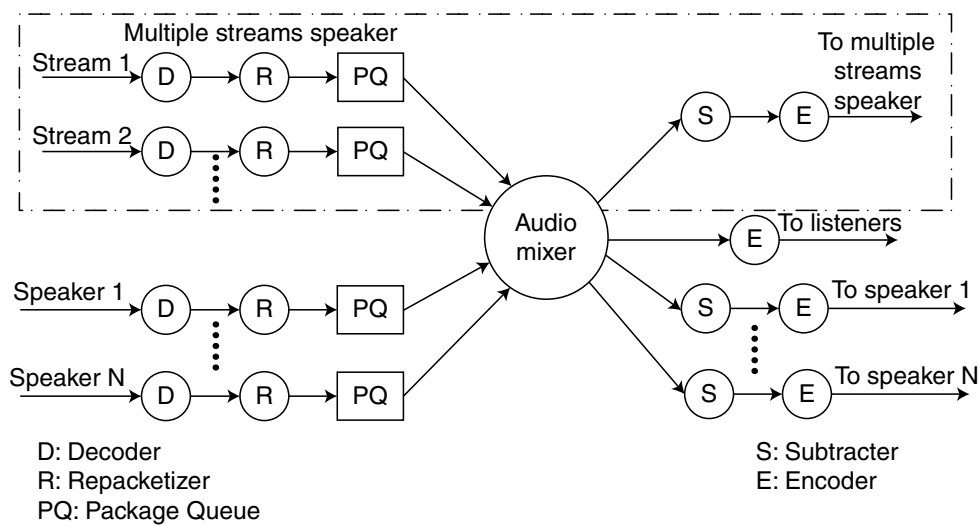 Multiple streams speaker
Stream 1
D
R
PQ
Stream 2
D
R
PQ
To multiple
streams
speaker
S
E
Audio
mixer
E
To listeners
Speaker 1
D
R
PQ
S
E
To speaker 1
Speaker N
D
R
PQ
S
E
To speaker N
D: Decoder
R: Repacketizer
PQ: Package Queue
S: Subtracter
E: Encoder